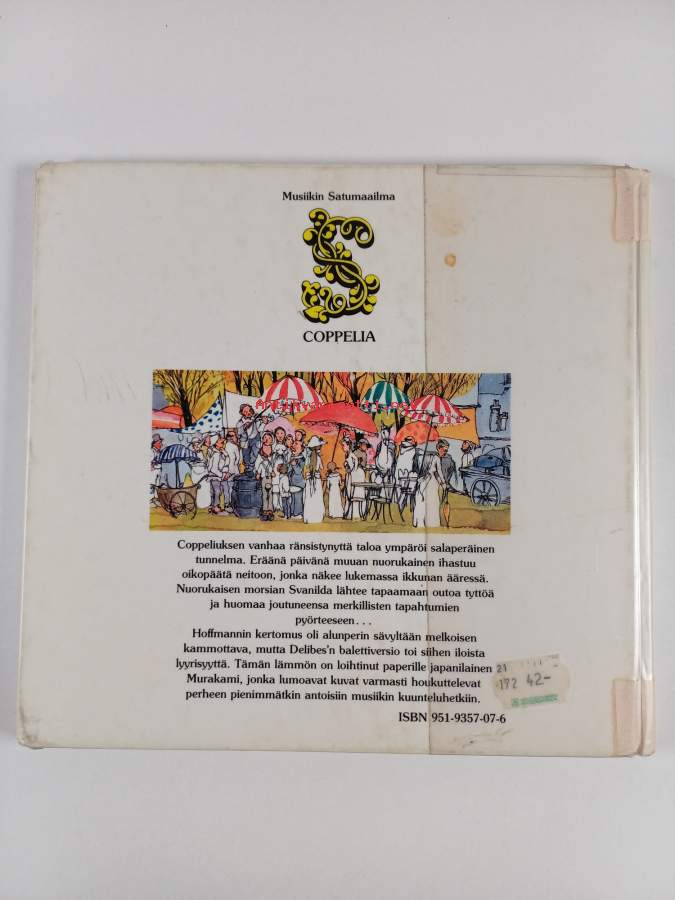 Musiikin Satumaailma
S
COPPELIA
Coppeliuksen vanhaa ränsistynyttä taloa ympäröi salaperäinen
tunnelma. Eräänä päivänä muuan nuorukainen ihastuu
oikopäätä neitoon, jonka näkee lukemassa ikkunan ääressä.
Nuorukaisen morsian Svanilda lähtee tapaamaan outoa tyttöä
ja huomaa joutuneensa merkillisten tapahtumien
pyörteeseen...
Hoffmannin kertomus oli alunperin sävyltään melkoisen
kammottava, mutta Delibes'n balettiversio toi siihen iloista
lyyrisyyttä. Tämän lämmön on loihtinut paperille japanilainen
Murakami, jonka lumoavat kuvat varmasti houkuttelevat
perheen pienimmätkin antoisiin musiikin kuunteluhetkiin.
21
172 42-
ISBN 951-9357-07-6